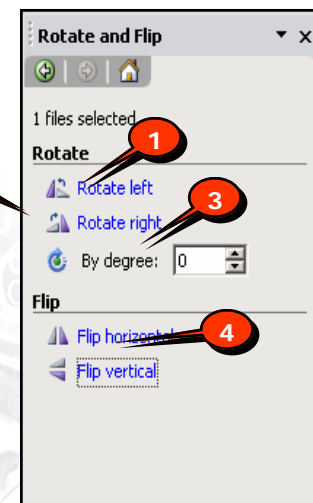 Rotate and Flip
1 files selected
Rotate
1
Rotate left
Rotate right
3
By degree: 0
Flip
Flip horizontal
4
Flip vertical